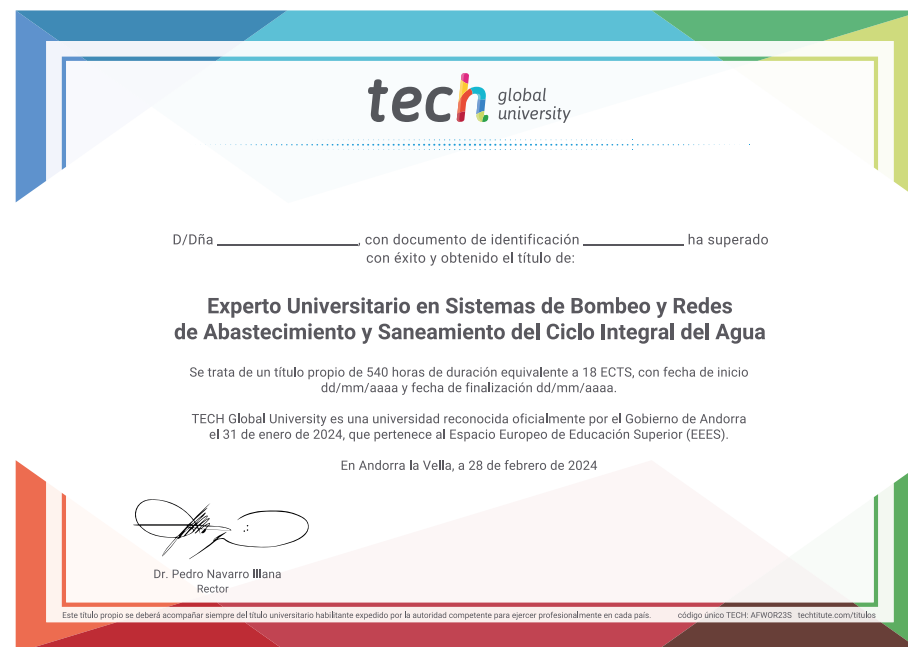 tech global university
D/Dña ____________, con documento de identificación ____________ ha superado
con éxito y obtenido el título de:
Experto Universitario en Sistemas de Bombeo y Redes
de Abastecimiento y Saneamiento del Ciclo Integral del Agua
Se trata de un título propio de 540 horas de duración equivalente a 18 ECTS, con fecha de inicio
dd/mm/aaaa y fecha de finalización dd/mm/aaaa.
TECH Global University es una universidad reconocida oficialmente por el Gobierno de Andorra
el 31 de enero de 2024, que pertenece al Espacio Europeo de Educación Superior (EEES).
En Andorra la Vella, a 28 de febrero de 2024
Dr. Pedro Navarro Illana
Rector
Este título propio se deberá acompañar siempre del título universitario habilitante expedido por la autoridad competente para ejercer profesionalmente en cada país. código único TECH: AFWOR23S techtitute.com/titulos